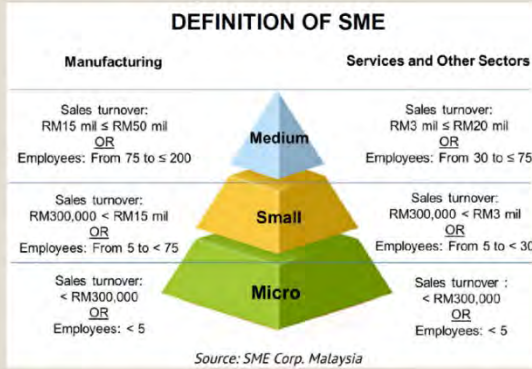 DEFINITION OF SME
Manufacturing
Services and Other Sectors
Sales turnover:
RM15 mil ≤ RM50 mil
OR
Employees: From 75 to ≤ 200
Medium
Sales turnover:
RM3 mil ≤ RM20 mil
OR
Employees: From 30 to ≤ 75
Sales turnover:
RM300,000 < RM15 mil
OR
Employees: From 5 to < 75
Small
Sales turnover:
RM300,000 < RM3 mil
OR
Employees: From 5 to < 30
Sales turnover:
< RM300,000
OR
Employees: < 5
Micro
Sales turnover :
< RM300,000
OR
Employees: < 5
Source: SME Corp. Malaysia